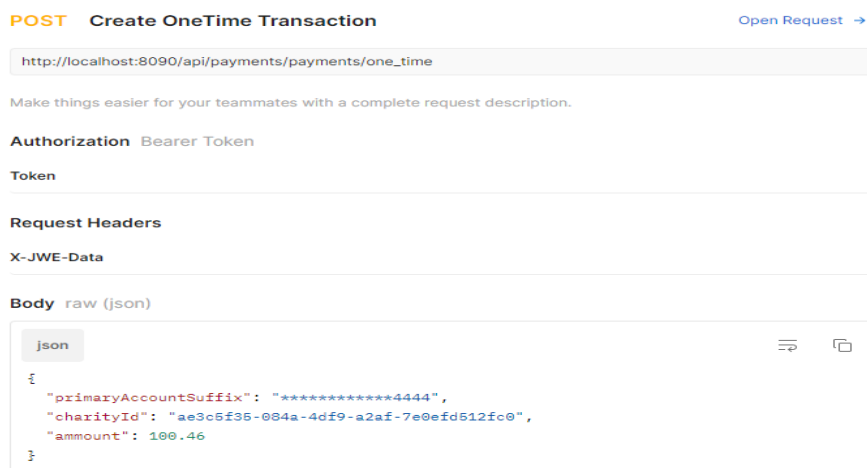 POST Create OneTime Transaction Open Request →
http://localhost:8090/api/payments/payments/one_time
Make things easier for your teammates with a complete request description.
Authorization Bearer Token
Token
Request Headers
X-JWE-Data
Body raw (json)
json
{
"primaryAccountSuffix": "************4444",
"charityId": "ae3c5f35-084a-4df9-a2af-7e0efd512fc0",
"ammount": 100.46
}